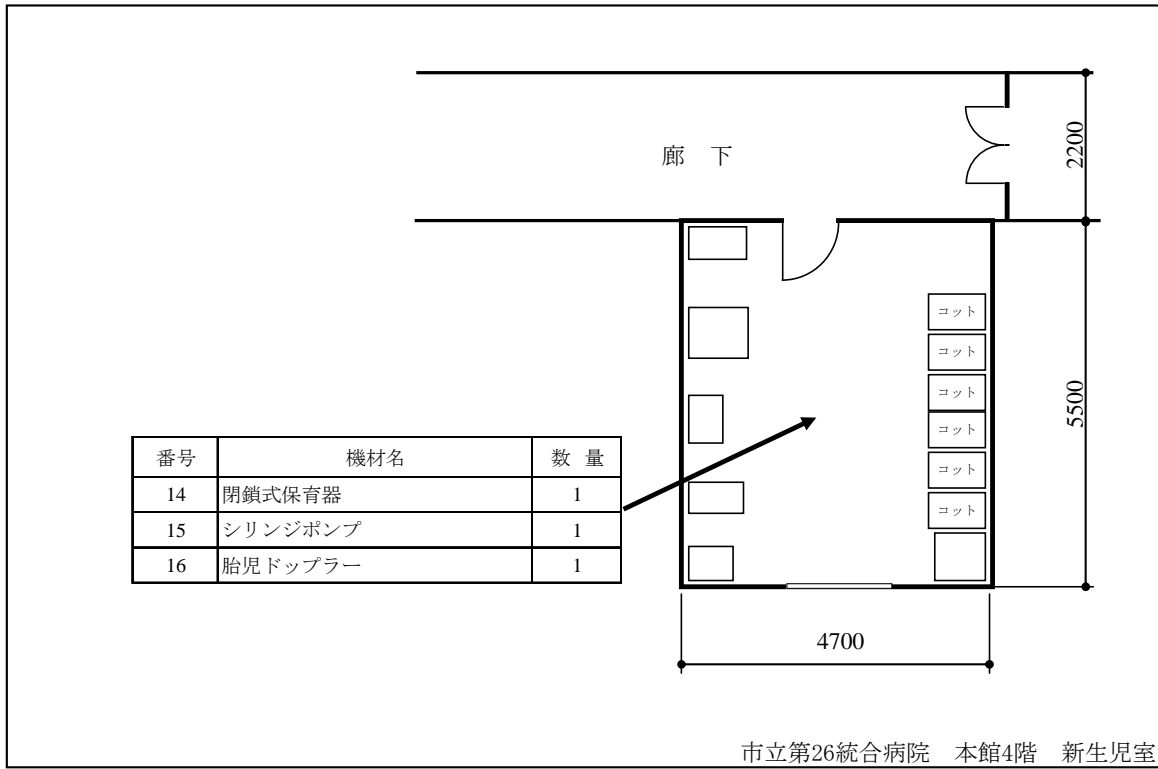 廊 下
2200
コット
コット
コット
コット
コット
コット
5500
番号 機材名 数 量
14 閉鎖式保育器 1
15 シリンジポンプ 1
16 胎児ドップラー 1
4700
市立第26統合病院 本館4階 新生児室